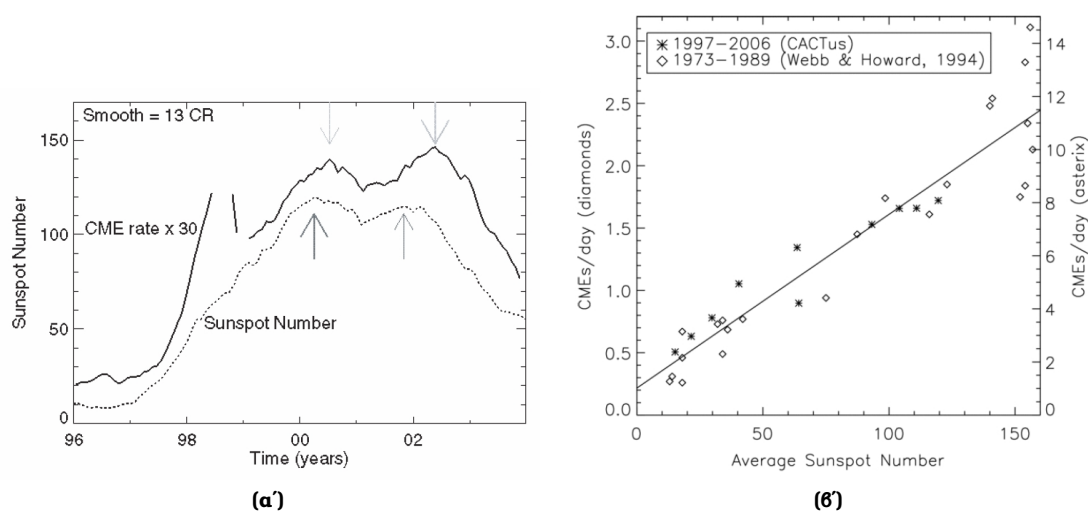 Smooth = 13 CR
150
100
50
0
Sunspot Number
CME rate x 30
Sunspot Number
96
98
00
02
Time (years)
(α΄)
✳ 1997−2006 (CACTus)
◇ 1973−1989 (Webb & Howard, 1994)
3.0
2.5
2.0
1.5
1.0
0.5
0.0
CMEs/day (diamonds)
14
12
10
8
6
4
2
0
CMEs/day (asterix)
0
50
100
150
Average Sunspot Number
(β΄)